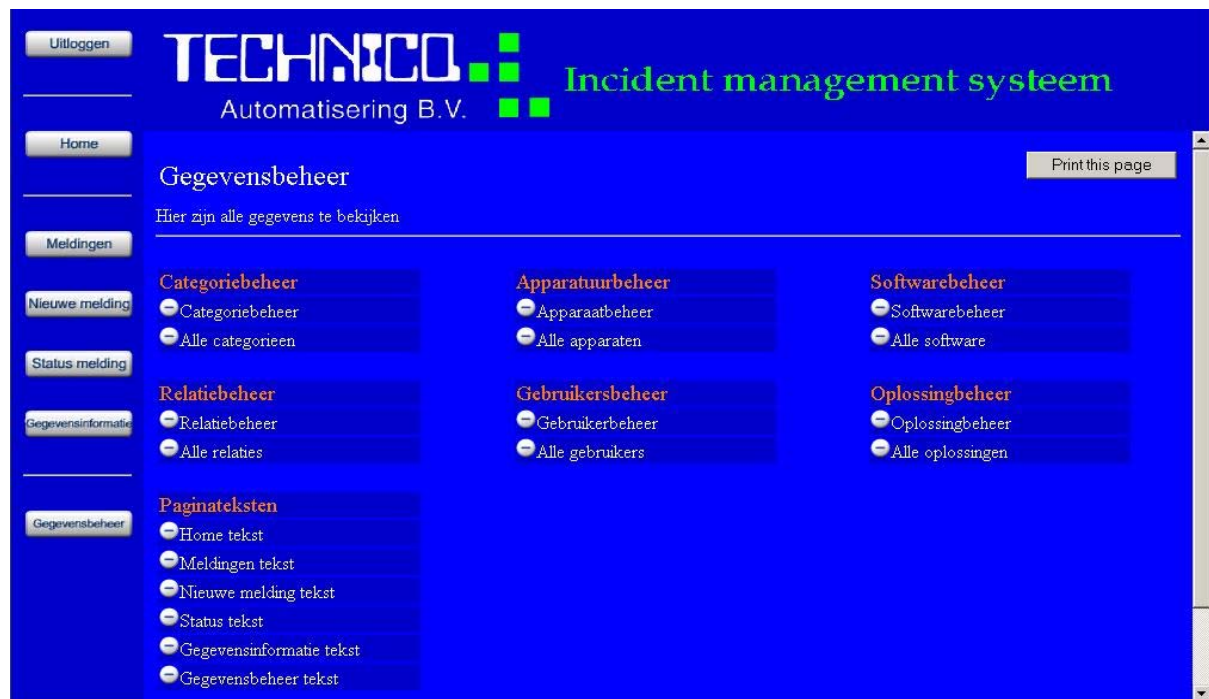 Uitloggen
TECHNICO
Automatisering B.V.
Incident management systeem
Home
Meldingen
Nieuwe melding
Status melding
Gegevensinformatie
Gegevensbeheer
Gegevensbeheer
Print this page
Hier zijn alle gegevens te bekijken
Categoriebeheer
Categoriebeheer
Alle categorieen
Apparatuurbeheer
Apparaatbeheer
Alle apparaten
Softwarebeheer
Softwarebeheer
Alle software
Relatiebeheer
Relatiebeheer
Alle relaties
Gebruikersbeheer
Gebruikerbeheer
Alle gebruikers
Oplossingbeheer
Oplossingbeheer
Alle oplossingen
Paginateksten
Home tekst
Meldingen tekst
Nieuwe melding tekst
Status tekst
Gegevensinformatie tekst
Gegevensbeheer tekst